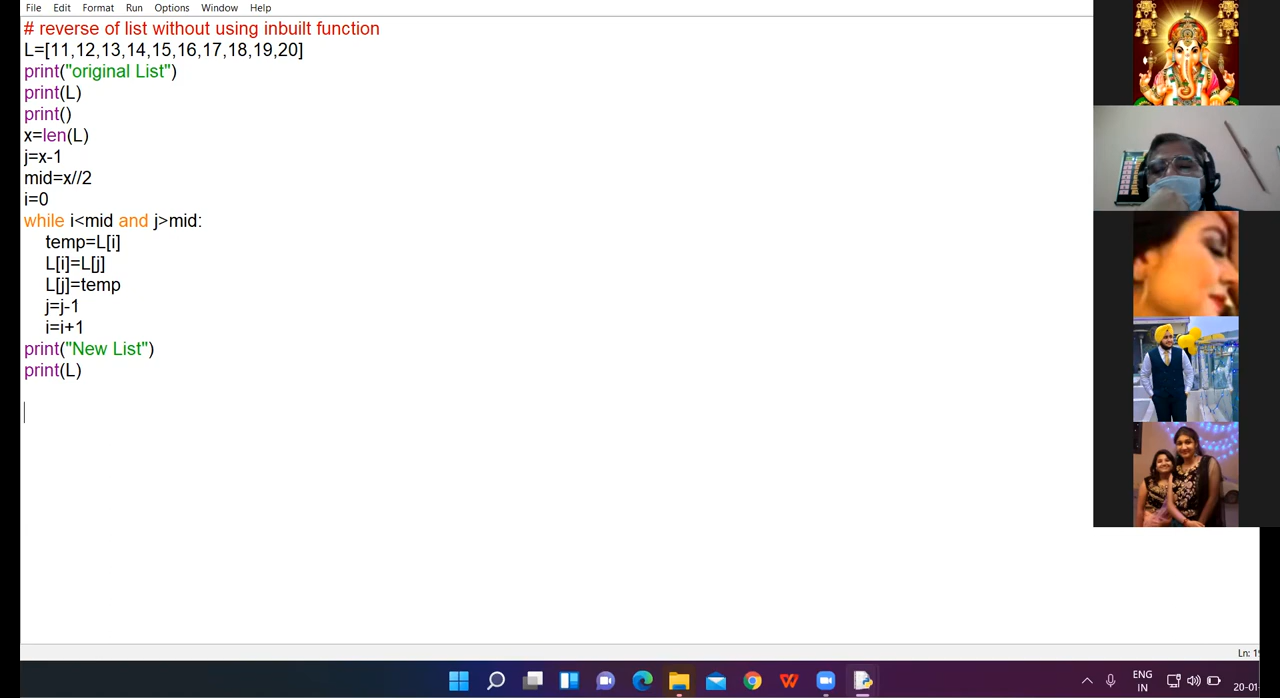 File Edit Format Run Options Window Help
# reverse of list without using inbuilt function
L=[11,12,13,14,15,16,17,18,19,20]
print("original List")
print(L)
print()
x=len(L)
j=x-1
mid=x//2
i=0
while i<mid and j>mid:
temp=L[i]
L[i]=L[j]
L[j]=temp
j=j-1
i=i+1
print("New List")
print(L)
Ln: 19
ENG
IN
20-01-